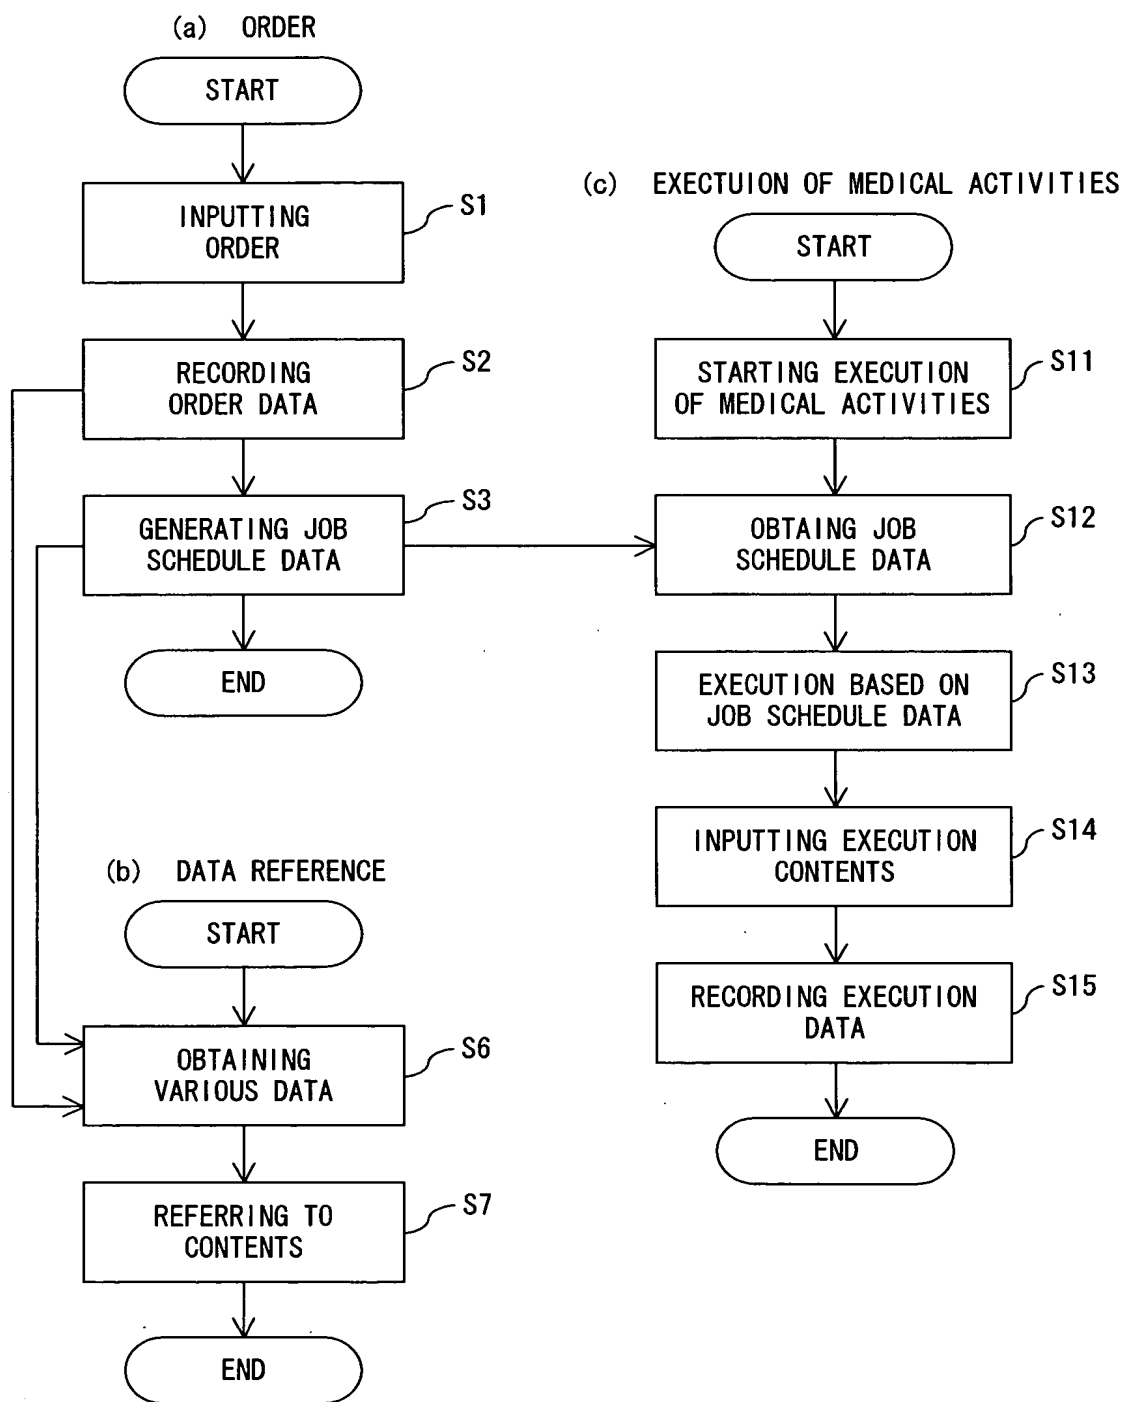 (a) ORDER
START
INPUTTING
ORDER
S1
RECORDING
ORDER DATA
S2
GENERATING JOB
SCHEDULE DATA
S3
END
(b) DATA REFERENCE
START
OBTAINING
VARIOUS DATA
S6
REFERRING TO
CONTENTS
S7
END
(c) EXECTUION OF MEDICAL ACTIVITIES
START
STARTING EXECUTION
OF MEDICAL ACTIVITIES
S11
OBTAING JOB
SCHEDULE DATA
S12
EXECUTION BASED ON
JOB SCHEDULE DATA
S13
INPUTTING EXECUTION
CONTENTS
S14
RECORDING EXECUTION
DATA
S15
END